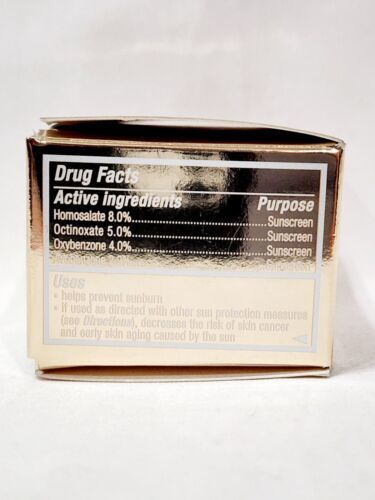 Drug Facts
Active ingredients Purpose
Homosalate 8.0%......................................Sunscreen
Octinoxate 5.0%......................................Sunscreen
Oxybenzone 4.0%......................................Sunscreen
Uses
• helps prevent sunburn
• if used as directed with other sun protection measures
(see Directions), decreases the risk of skin cancer
and early skin aging caused by the sun